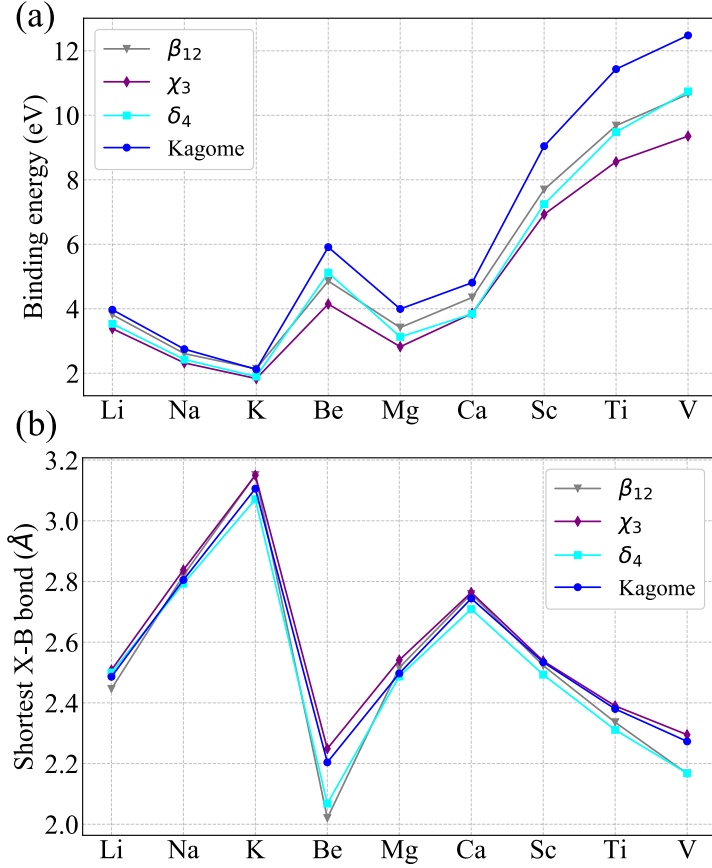 (a)
Binding energy (eV)
12
10
8
6
4
2
β₁₂
χ₃
δ₄
Kagome
Li Na K Be Mg Ca Sc Ti V
(b)
Shortest X-B bond (Å)
3.2
3.0
2.8
2.6
2.4
2.2
2.0
β₁₂
χ₃
δ₄
Kagome
Li Na K Be Mg Ca Sc Ti V